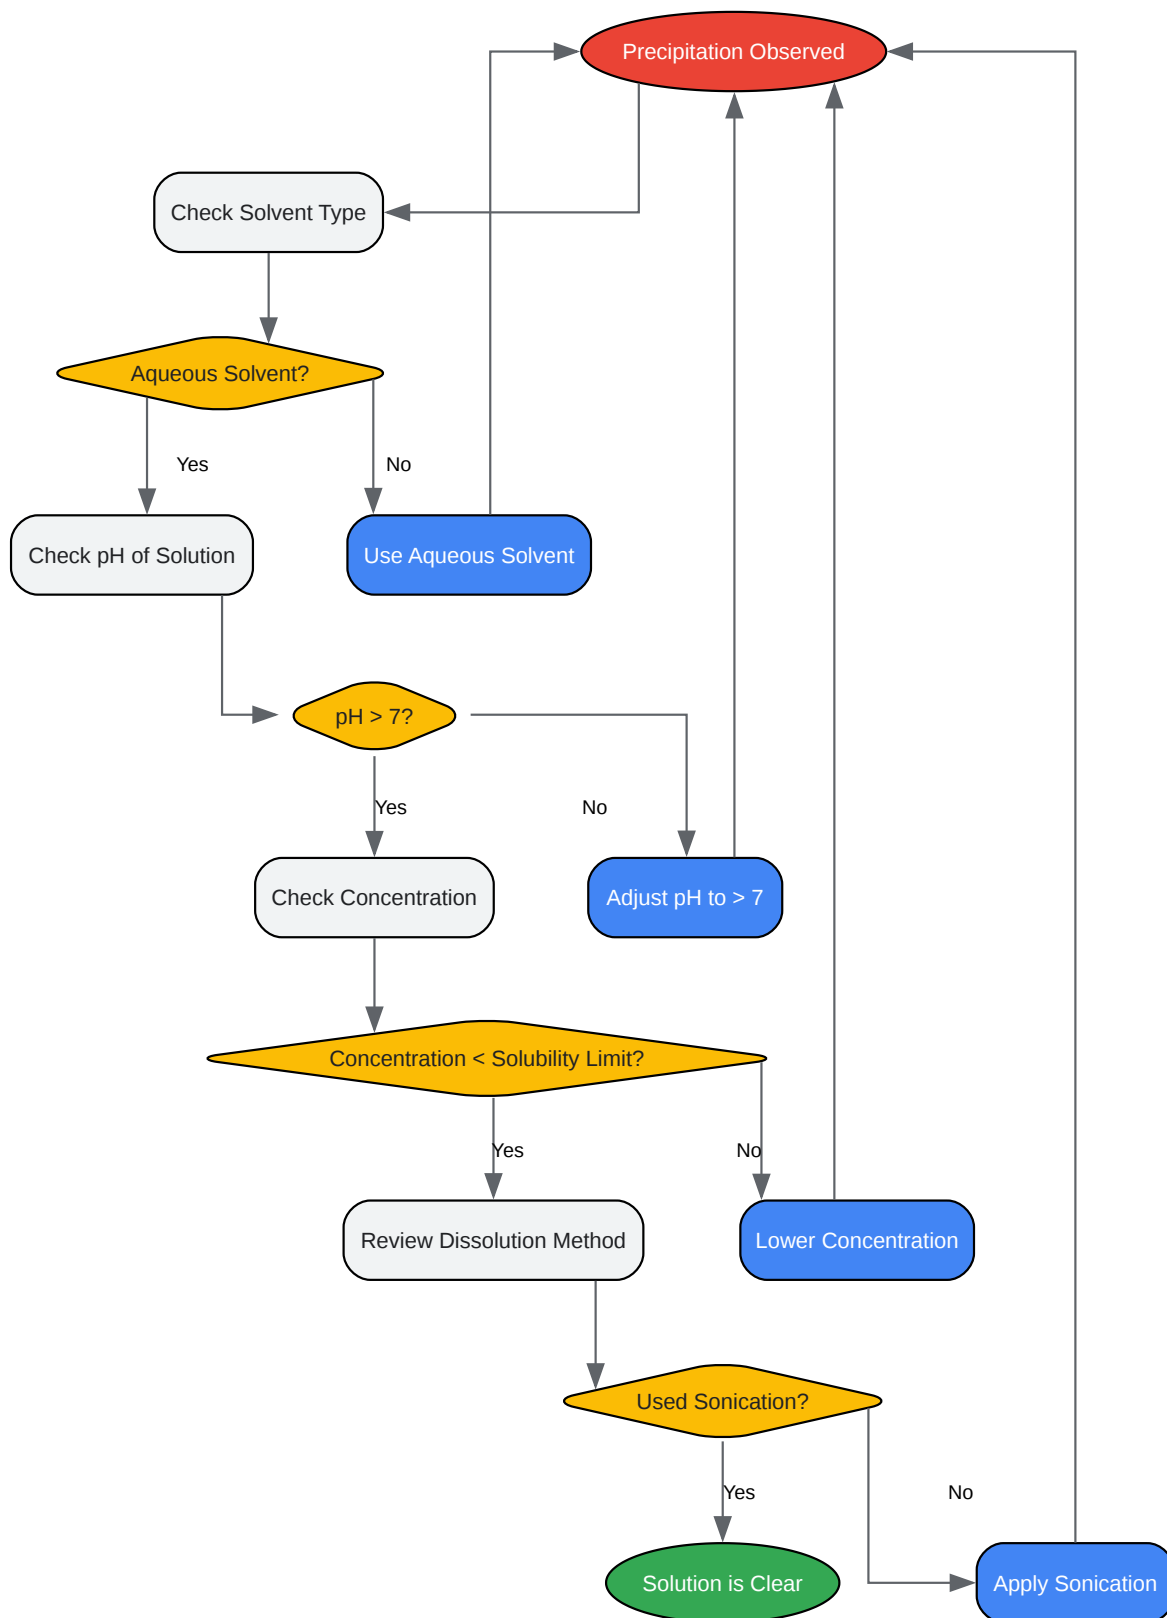 Precipitation Observed
Check Solvent Type
Aqueous Solvent?
Yes
No
Check pH of Solution
Use Aqueous Solvent
pH > 7?
Yes
No
Check Concentration
Adjust pH to > 7
Concentration < Solubility Limit?
Yes
No
Review Dissolution Method
Lower Concentration
Used Sonication?
Yes
No
Solution is Clear
Apply Sonication